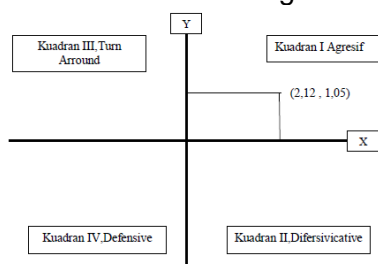 Y
Kuadran III,Turn
Arround
Kuadran I Agresif
(2,12 , 1,05)
X
Kuadran IV,Defensive
Kuadran II,Difersivicative